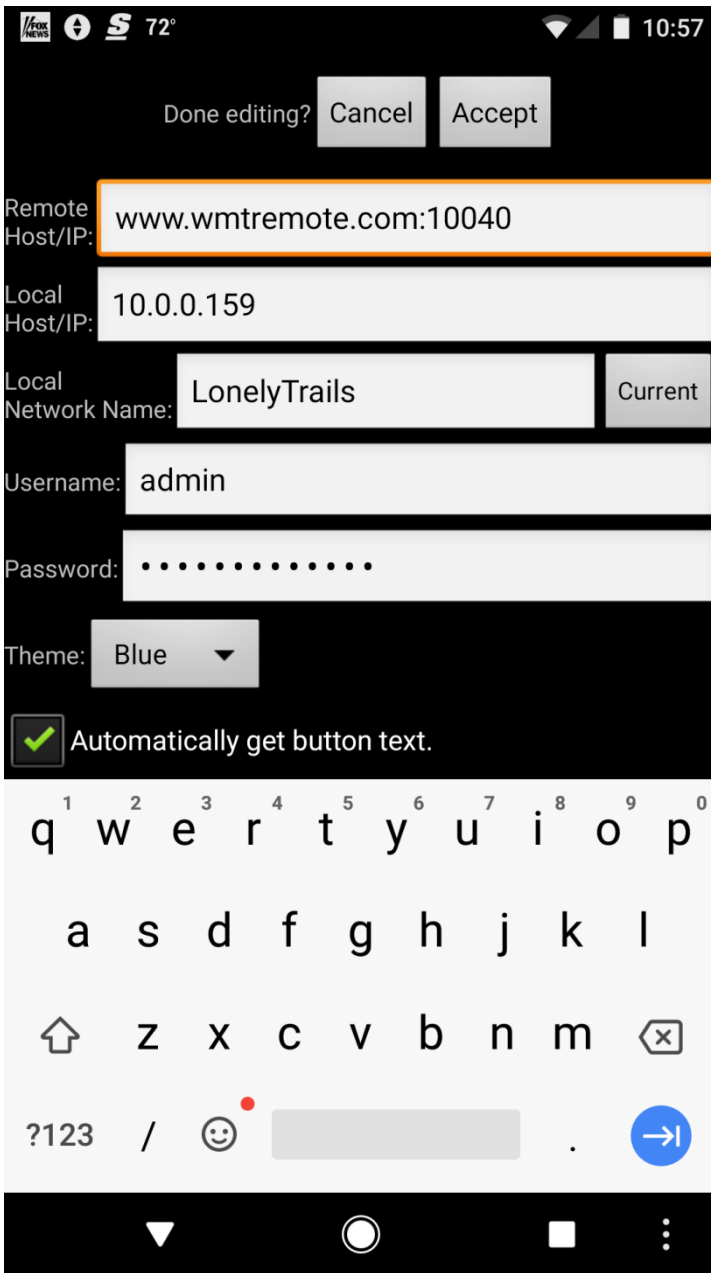 FOX
NEWS
S 72° 10:57
Done editing? Cancel Accept
Remote
Host/IP: www.wmtremote.com:10040
Local
Host/IP: 10.0.0.159
Local
Network Name: LonelyTrails Current
Username: admin
Password: •••••••••••••
Theme: Blue
Automatically get button text.
1 2 3 4 5 6 7 8 9 0
q w e r t y u i o p
a s d f g h j k l
z x c v b n m
?123 / .